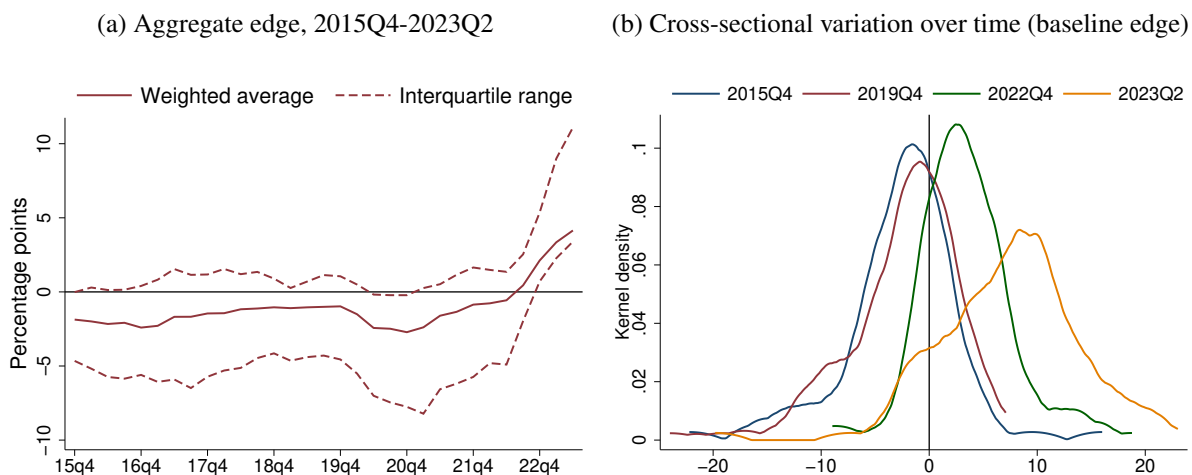 (a) Aggregate edge, 2015Q4-2023Q2
Weighted average
Interquartile range
Percentage points
10
5
0
−5
−10
15q4 16q4 17q4 18q4 19q4 20q4 21q4 22q4
(b) Cross-sectional variation over time (baseline edge)
2015Q4 2019Q4 2022Q4 2023Q2
Kernel density
.1
.08
.06
.04
.02
0
−20 −10 0 10 20